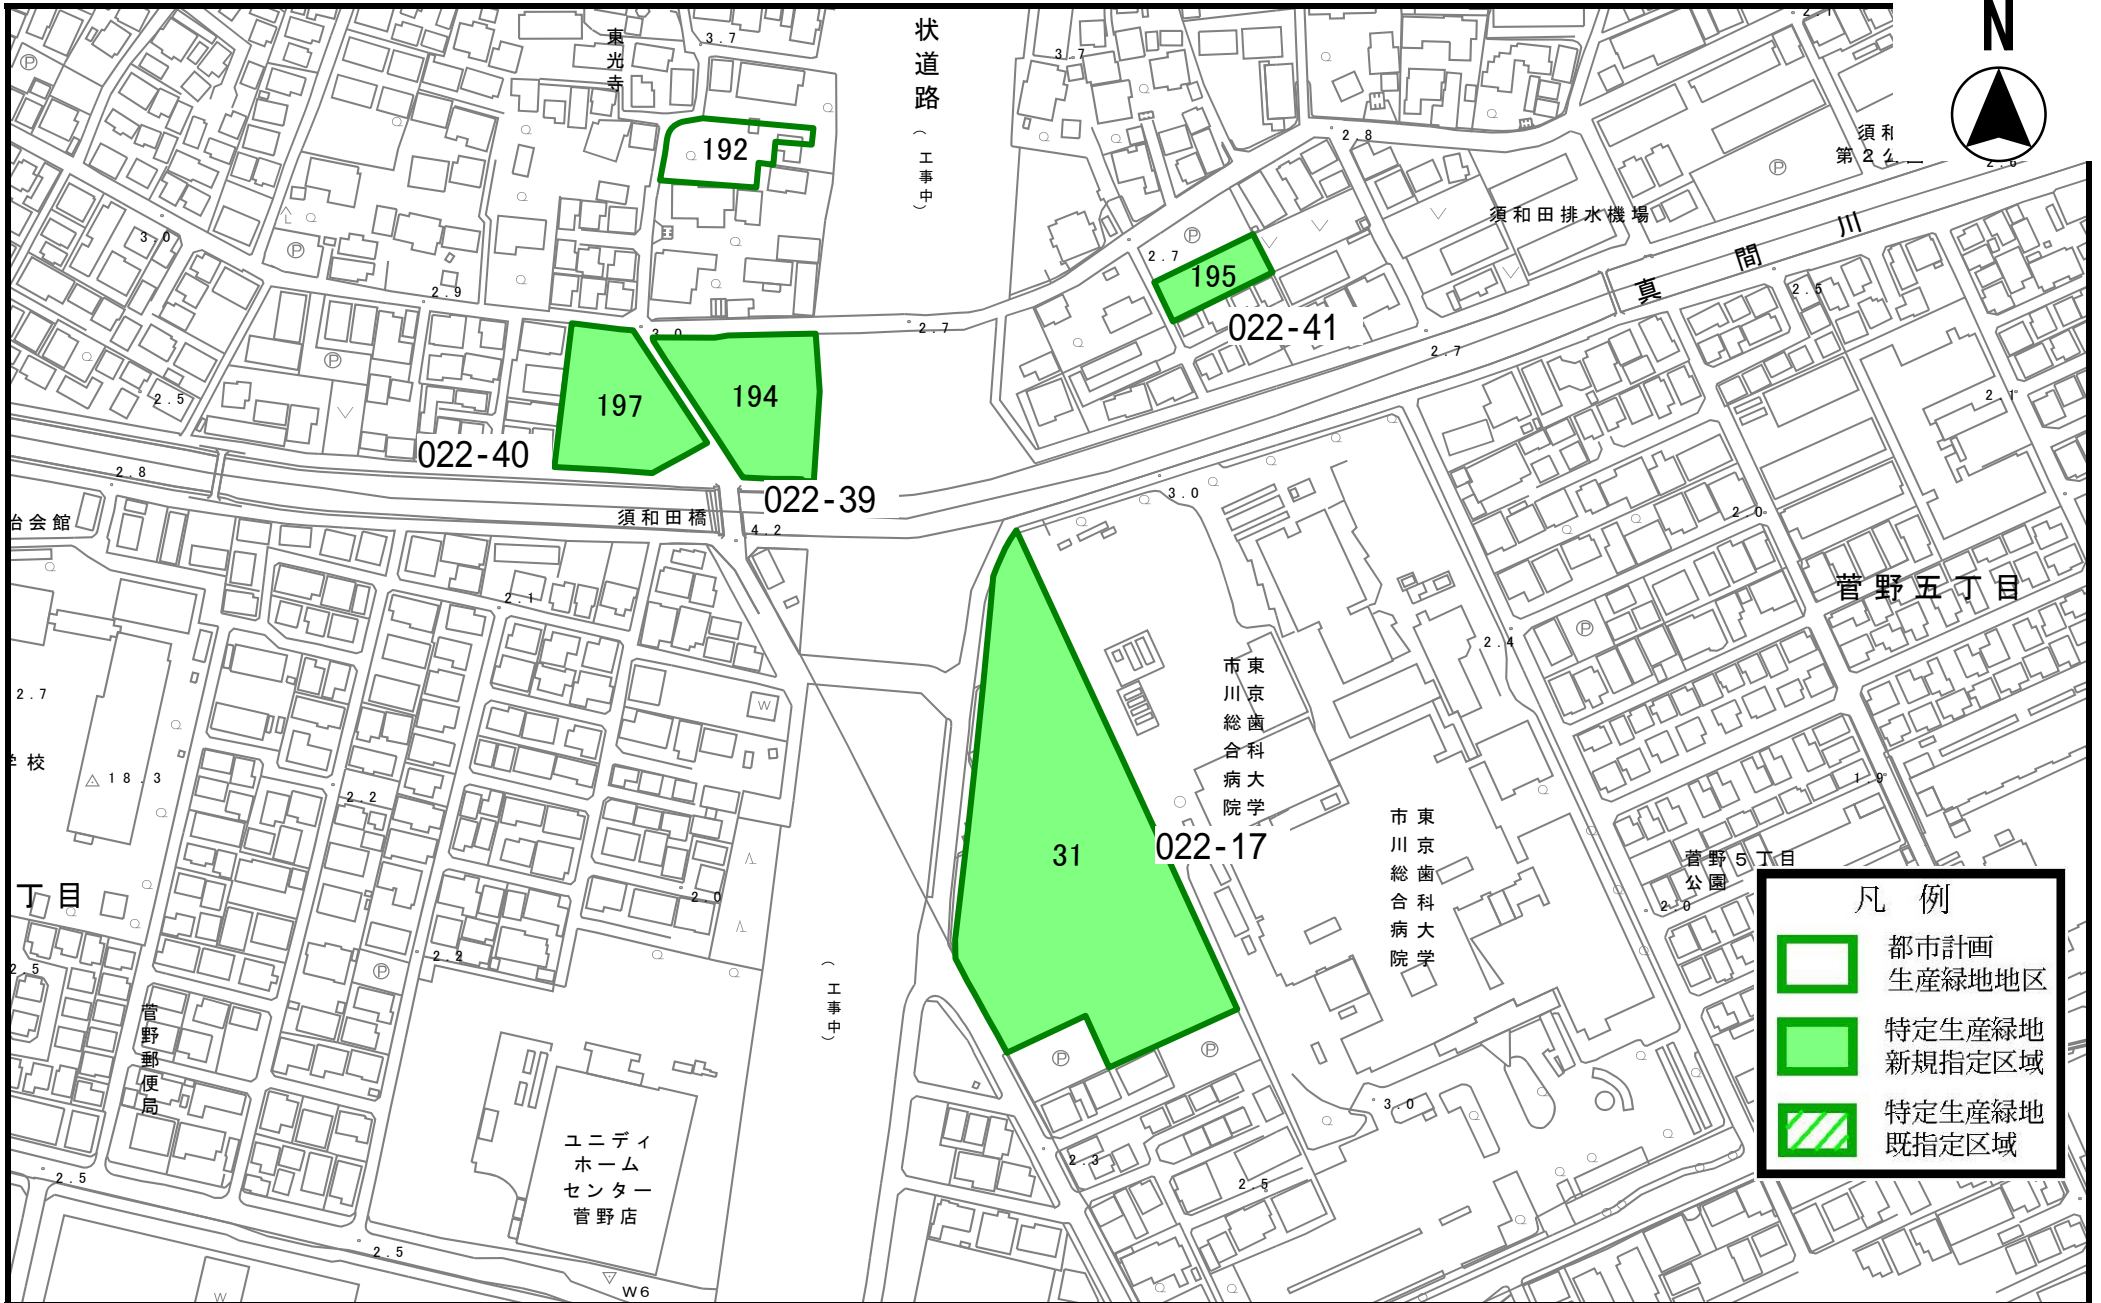 N
状道路
（工事中）
東光寺
3.7
3.7
192
2.8
須和
第2公
2.6
須和田排水機場
真間川
3.0
2.7
195
022-41
2.9
3.0
2.7
2.7
2.5
2.5
2.1
197
194
022-40
022-39
2.8
須和田橋
4.2
3.0
2.0
治会館
2.1
菅野五丁目
2.4
2.7
東京歯科大学
市川総合病院
校
18.3
2.2
1.9
31
022-17
東京歯科大学
市川総合病院
菅野5丁目
公園
丁目
2.0
2.0
2.5
2.2
（工事中）
菅野郵便局
3.0
ユニディ
ホーム
センター
菅野店
2.3
2.5
2.5
2.5
W6
凡例
都市計画
生産緑地地区
特定生産緑地
新規指定区域
特定生産緑地
既指定区域